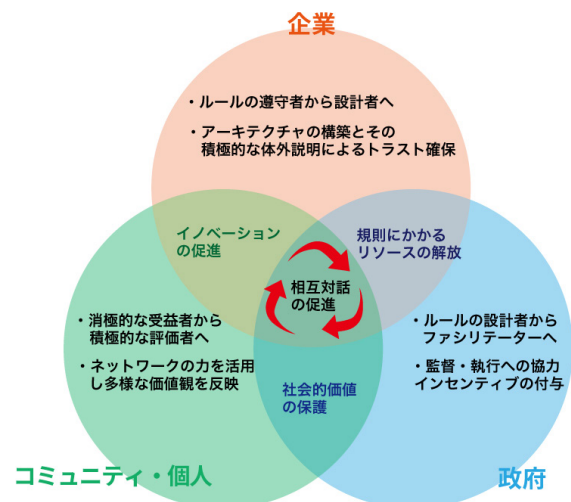 企業
・ルールの遵守者から設計者へ
・アーキテクチャの構築とその
積極的な体外説明によるトラスト確保
イノベーション
の促進
規則にかかる
リソースの解放
相互対話
の促進
・消極的な受益者から
積極的な評価者へ
・ネットワークの力を活用
し多様な価値観を反映
・ルールの設計者から
ファシリテーターへ
・監督・執行への協力
インセンティブの付与
社会的価値
の保護
コミュニティ・個人
政府